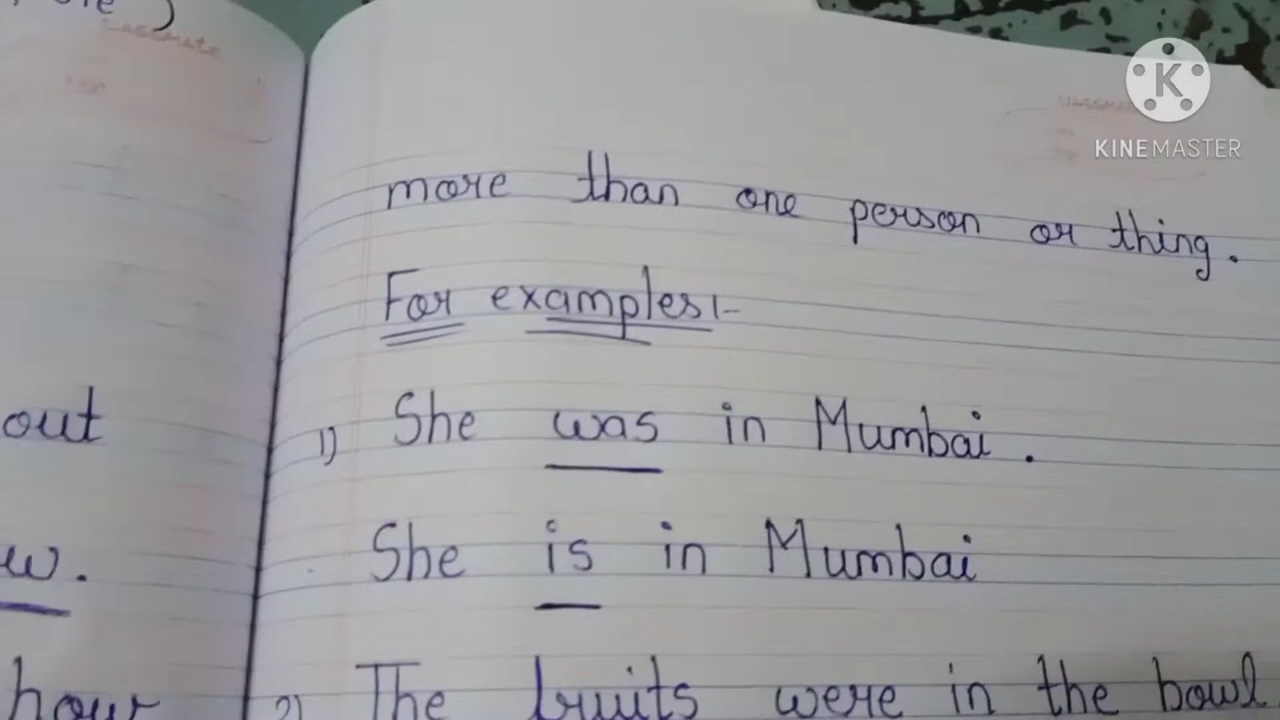 out
w.
hour
more than one person or thing.
For examples:-
1) She was in Mumbai.
She is in Mumbai
2) The fruits were in the bowl
KINEMASTER